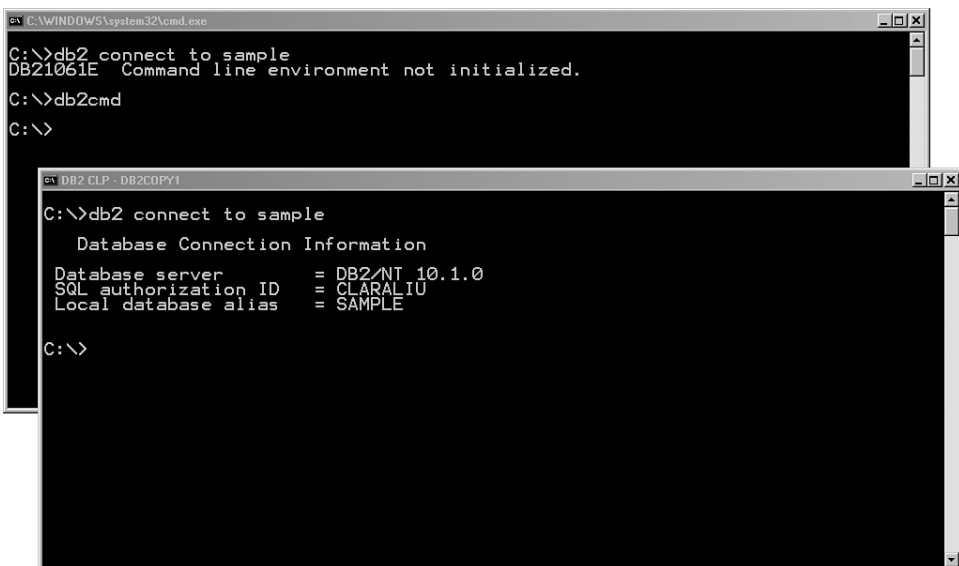 C:\WINDOWS\system32\cmd.exe
C:\>db2 connect to sample
DB21061E  Command line environment not initialized.
C:\>db2cmd
C:\>
DB2 CLP - DB2COPY1
C:\>db2 connect to sample
Database Connection Information
Database server        = DB2/NT 10.1.0
SQL authorization ID   = CLARALIU
Local database alias   = SAMPLE
C:\>